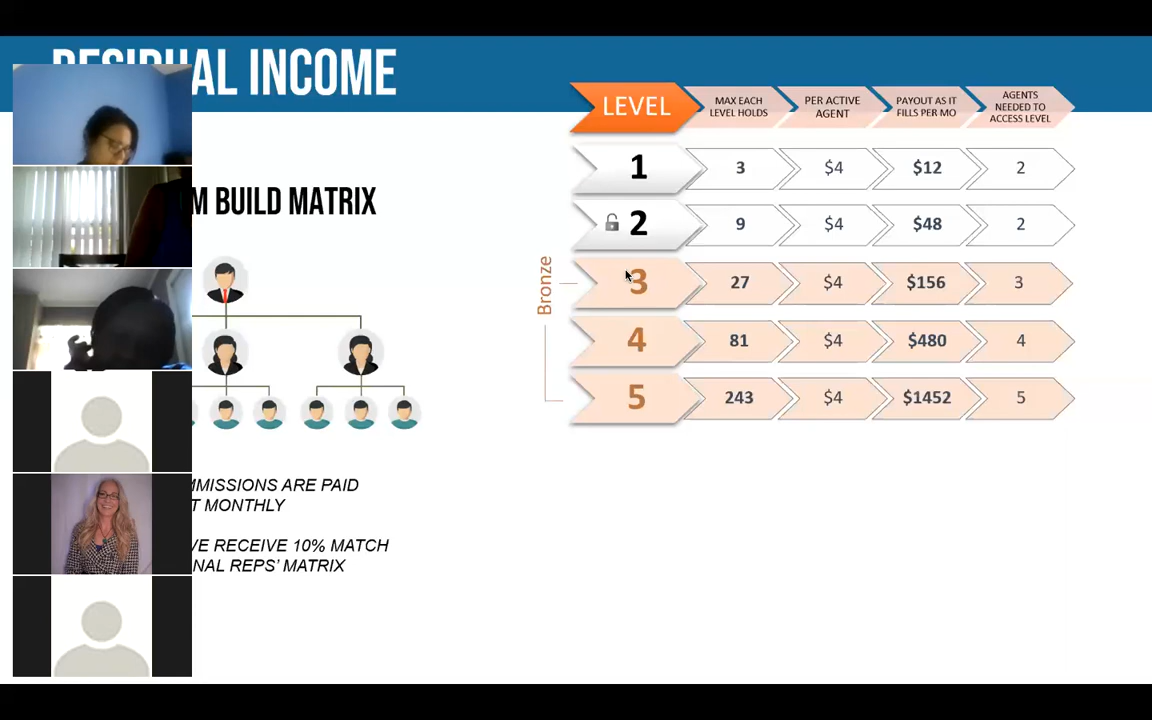 RESIDUAL INCOME
BUILD MATRIX
ARE PAID
MONTHLY
RECEIVE 10% MATCH
REPS' MATRIX
LEVEL
MAX EACH
LEVEL HOLDS
PER ACTIVE
AGENT
PAYOUT AS IT
FILLS PER MO
AGENTS
NEEDED TO
ACCESS LEVEL
1 3 $4 $12 2
2 9 $4 $48 2
Bronze
3 27 $4 $156 3
4 81 $4 $480 4
5 243 $4 $1452 5